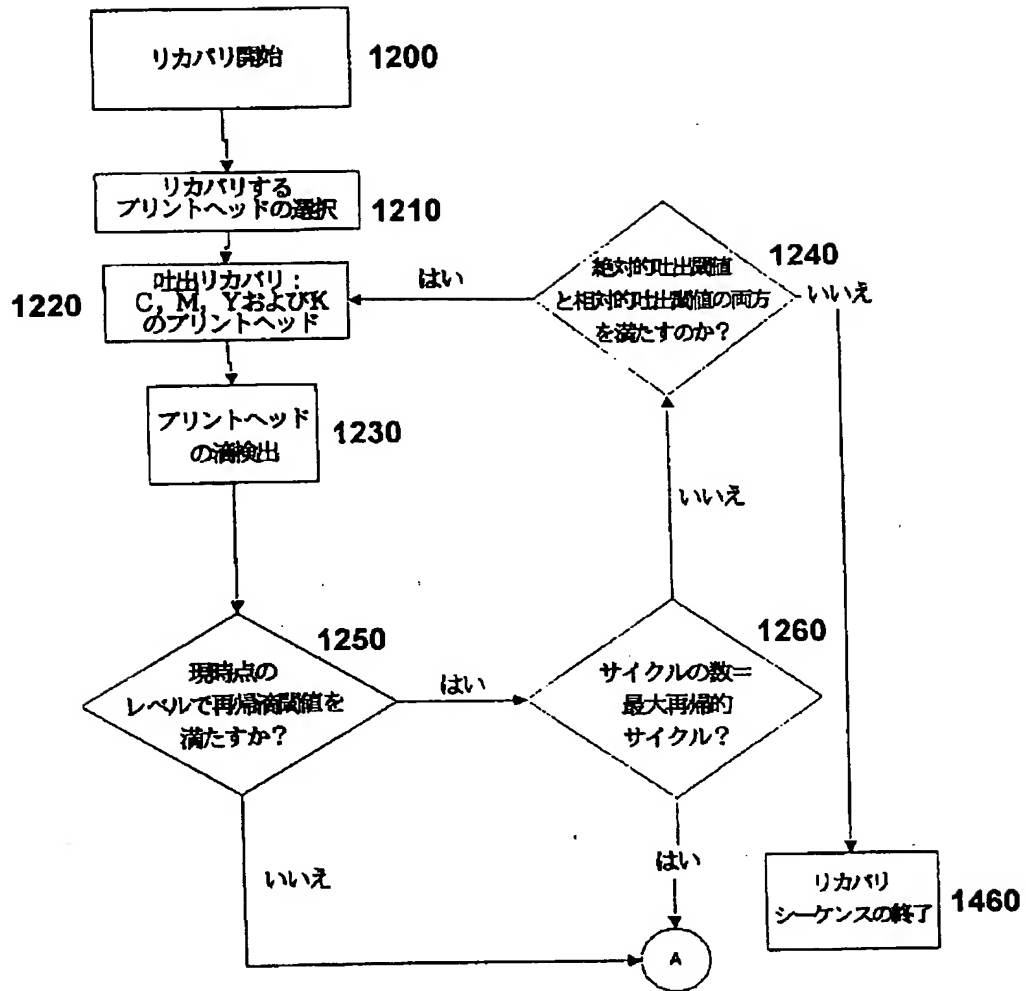 リカバリ開始
1200
リカバリする
プリントヘッドの選択
1210
吐出リカバリ：
C，M，YおよびK
のプリントヘッド
1220
はい
絶対的吐出閾値
と相対的吐出閾値の両方
を満たすのか？
1240
いいえ
プリントヘッド
の滴検出
1230
いいえ
現時点の
レベルで再帰滴閾値を
満たすか？
1250
はい
サイクルの数＝
最大再帰的
サイクル？
1260
いいえ
はい
リカバリ
シーケンスの終了
1460
A